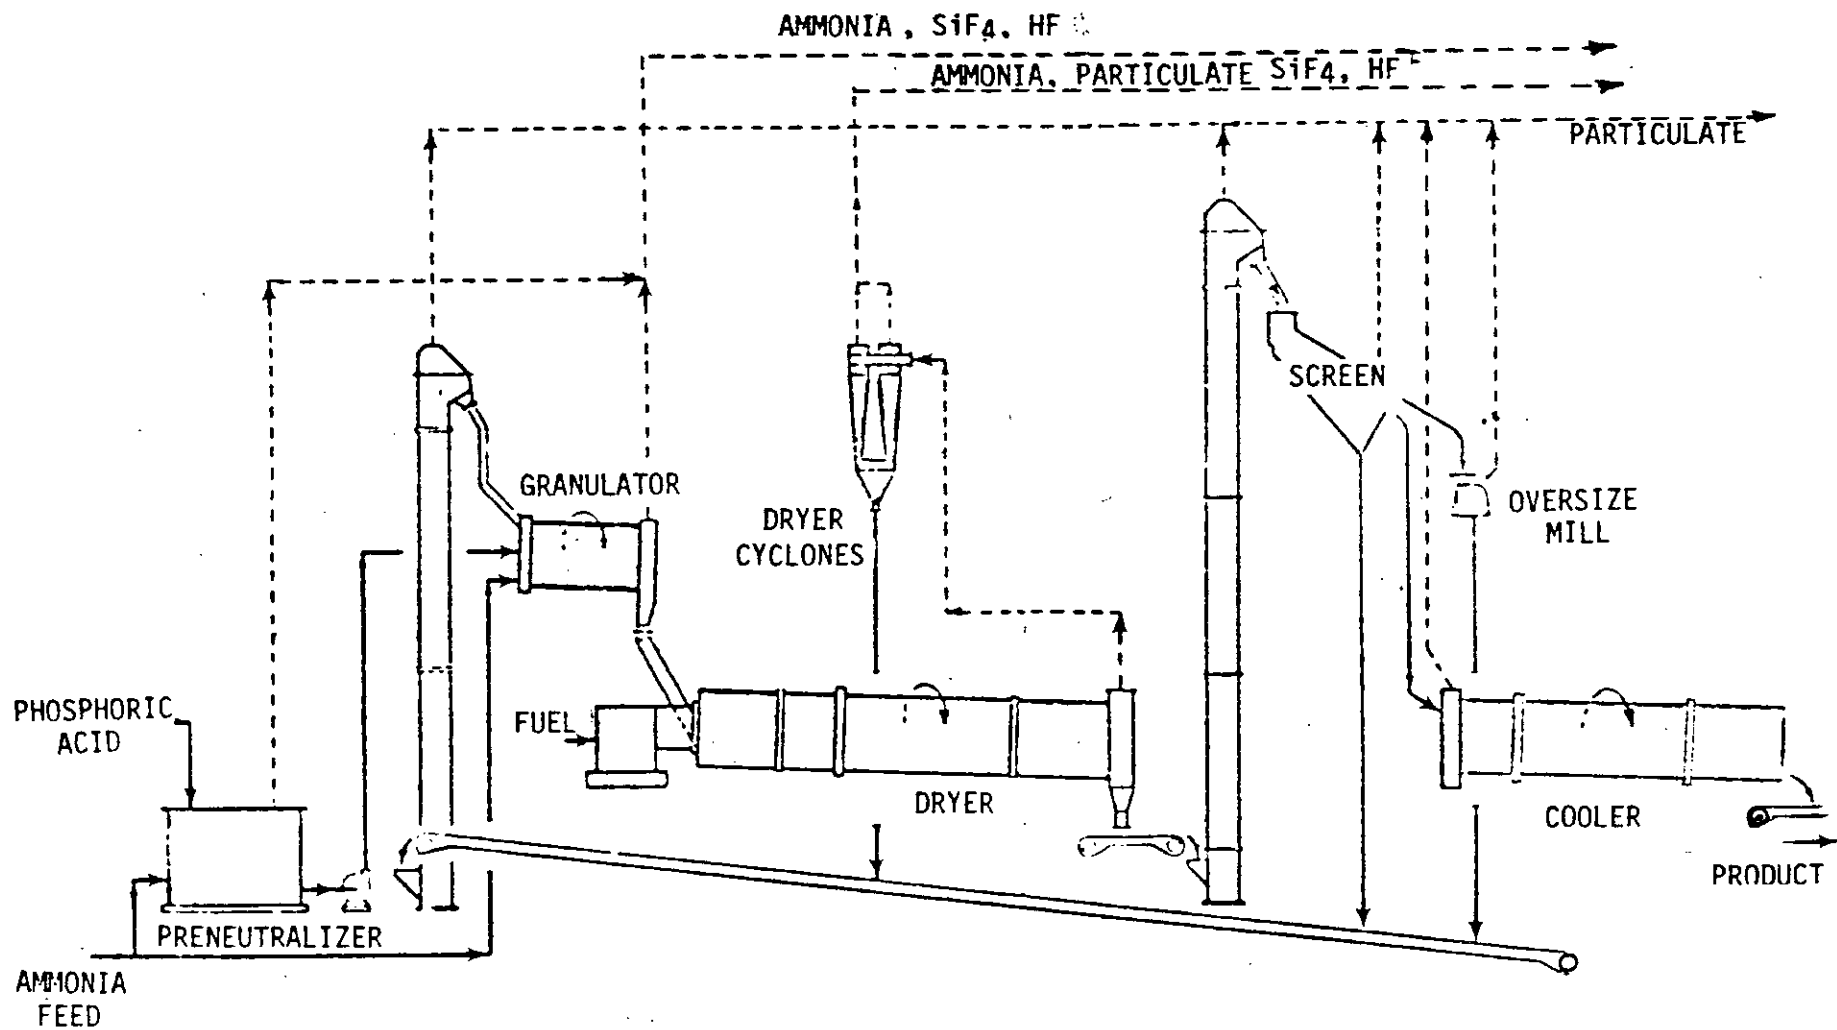 AMMONIA, SiF4, HF
AMMONIA, PARTICULATE SiF4, HF
PARTICULATE
SCREEN
GRANULATOR
DRYER
CYCLONES
OVERSIZE
MILL
PHOSPHORIC
ACID
FUEL
DRYER
COOLER
PRODUCT
PRENEUTRALIZER
AMMONIA
FEED